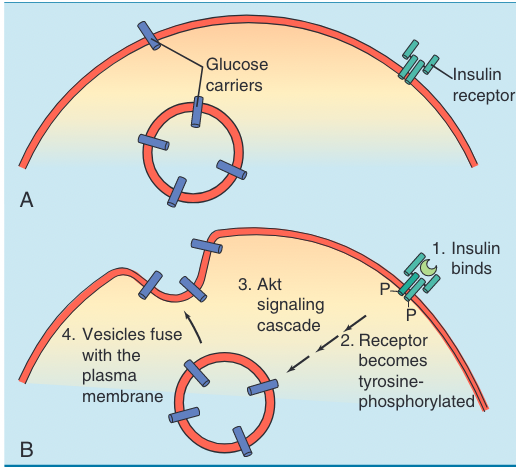 Glucose
carriers
Insulin
receptor
A
1. Insulin
binds
P
P
3. Akt
signaling
cascade
2. Receptor
becomes
tyrosine-
phosphorylated
4. Vesicles fuse
with the
plasma
membrane
B